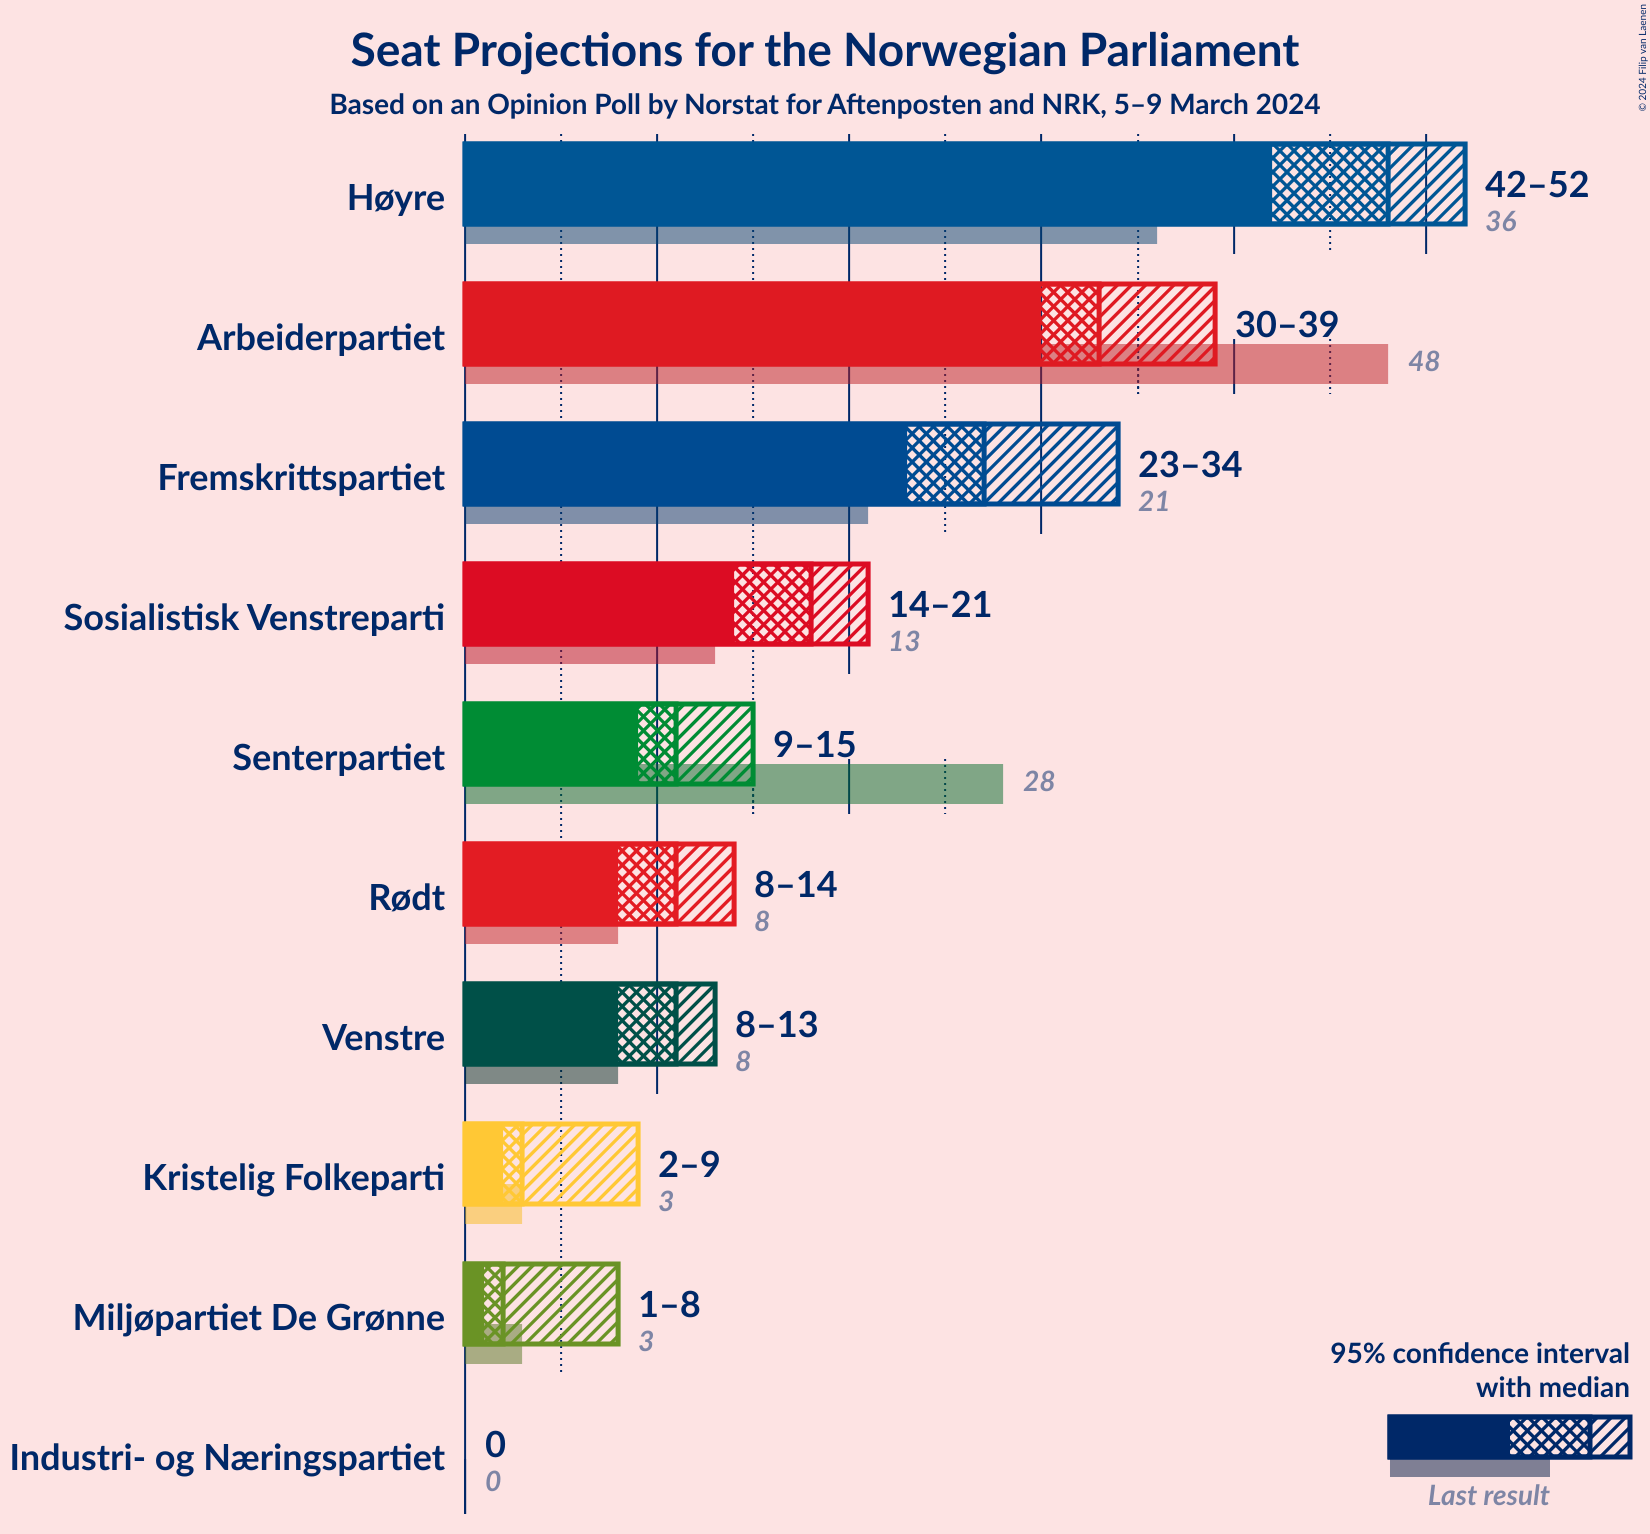 Seat Projections for the Norwegian Parliament
Based on an Opinion Poll by Norstat for Aftenposten and NRK, 5–9 March 2024
© 2024 Filip van Laenen
Høyre
42–52
36
Arbeiderpartiet
30–39
48
Fremskrittspartiet
23–34
21
Sosialistisk Venstreparti
14–21
13
Senterpartiet
9–15
28
Rødt
8–14
8
Venstre
8–13
8
Kristelig Folkeparti
2–9
3
Miljøpartiet De Grønne
1–8
3
Industri- og Næringspartiet
0
0
95% confidence interval
with median
Last result